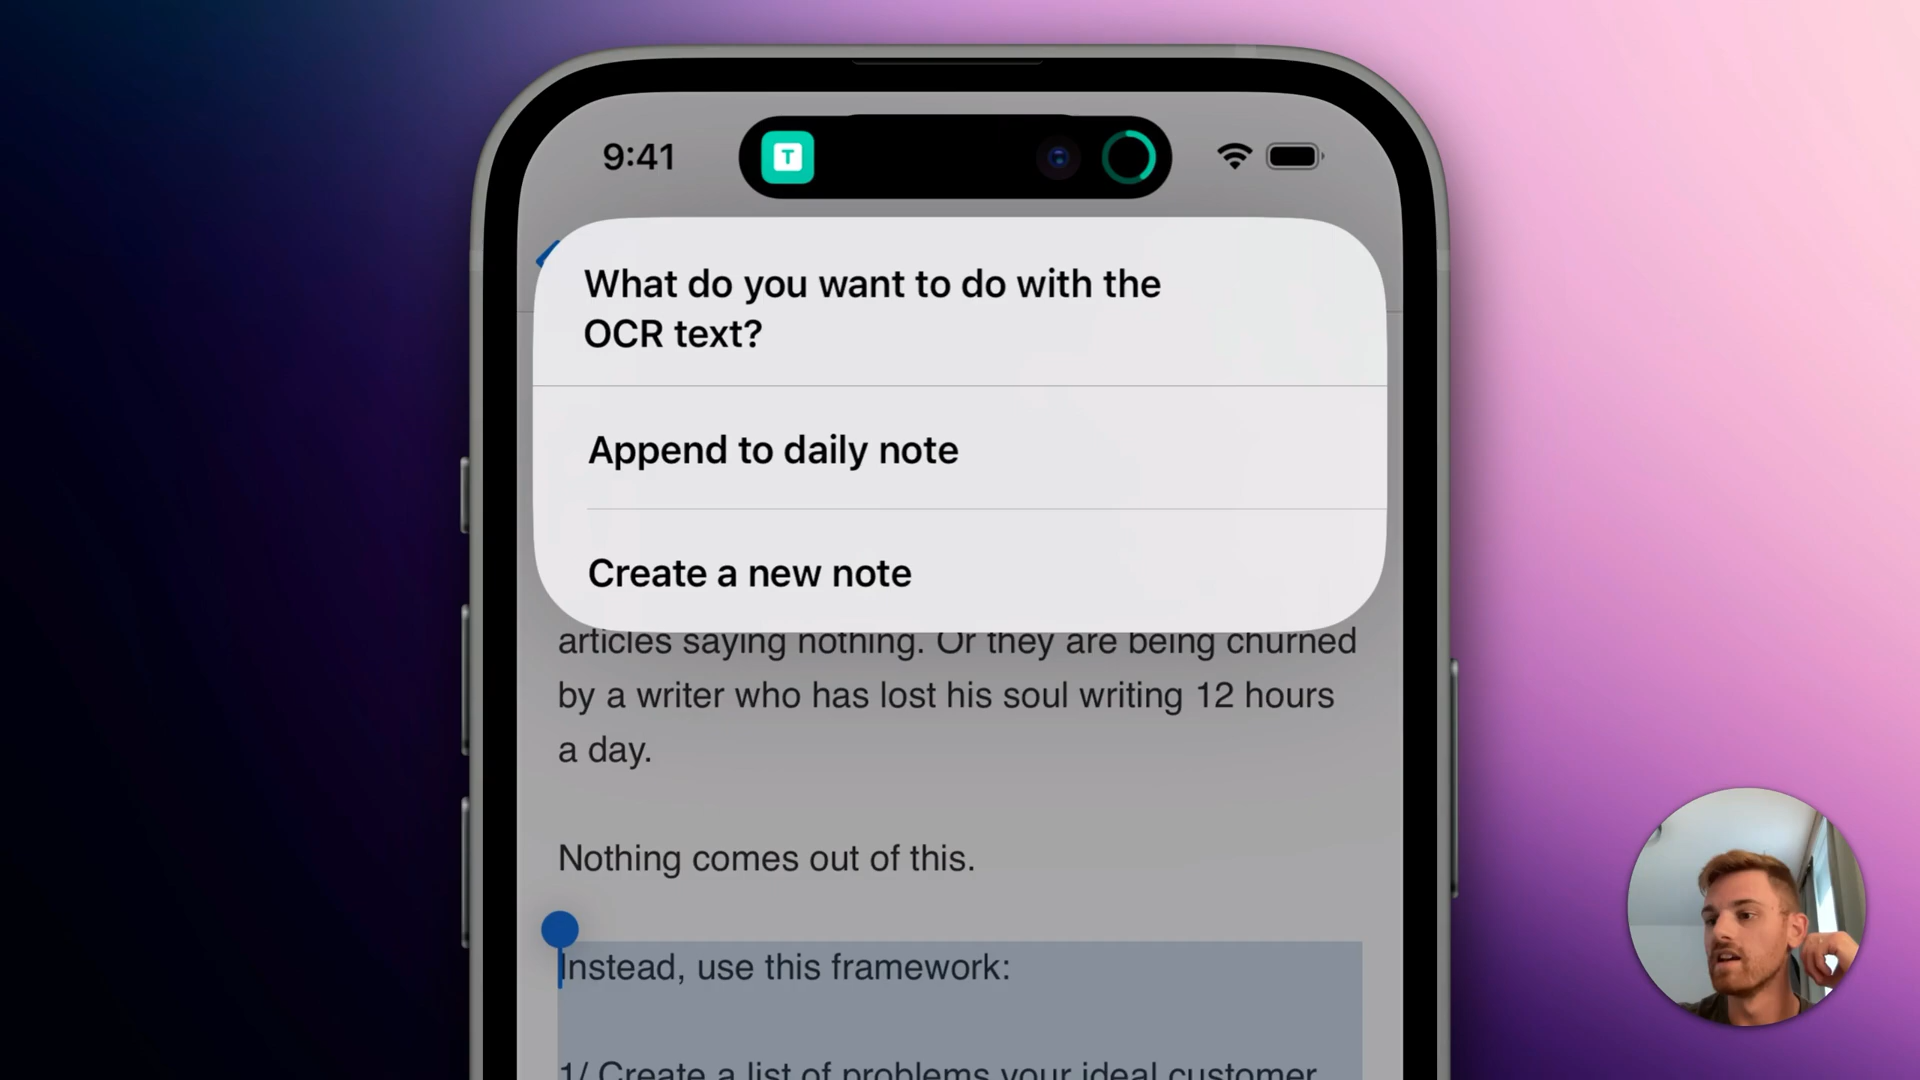 9:41
T
What do you want to do with the
OCR text?
Append to daily note
Create a new note
articles saying nothing. Or they are being churned
by a writer who has lost his soul writing 12 hours
a day.
Nothing comes out of this.
Instead, use this framework:
1/ Create a list of problems your ideal customer